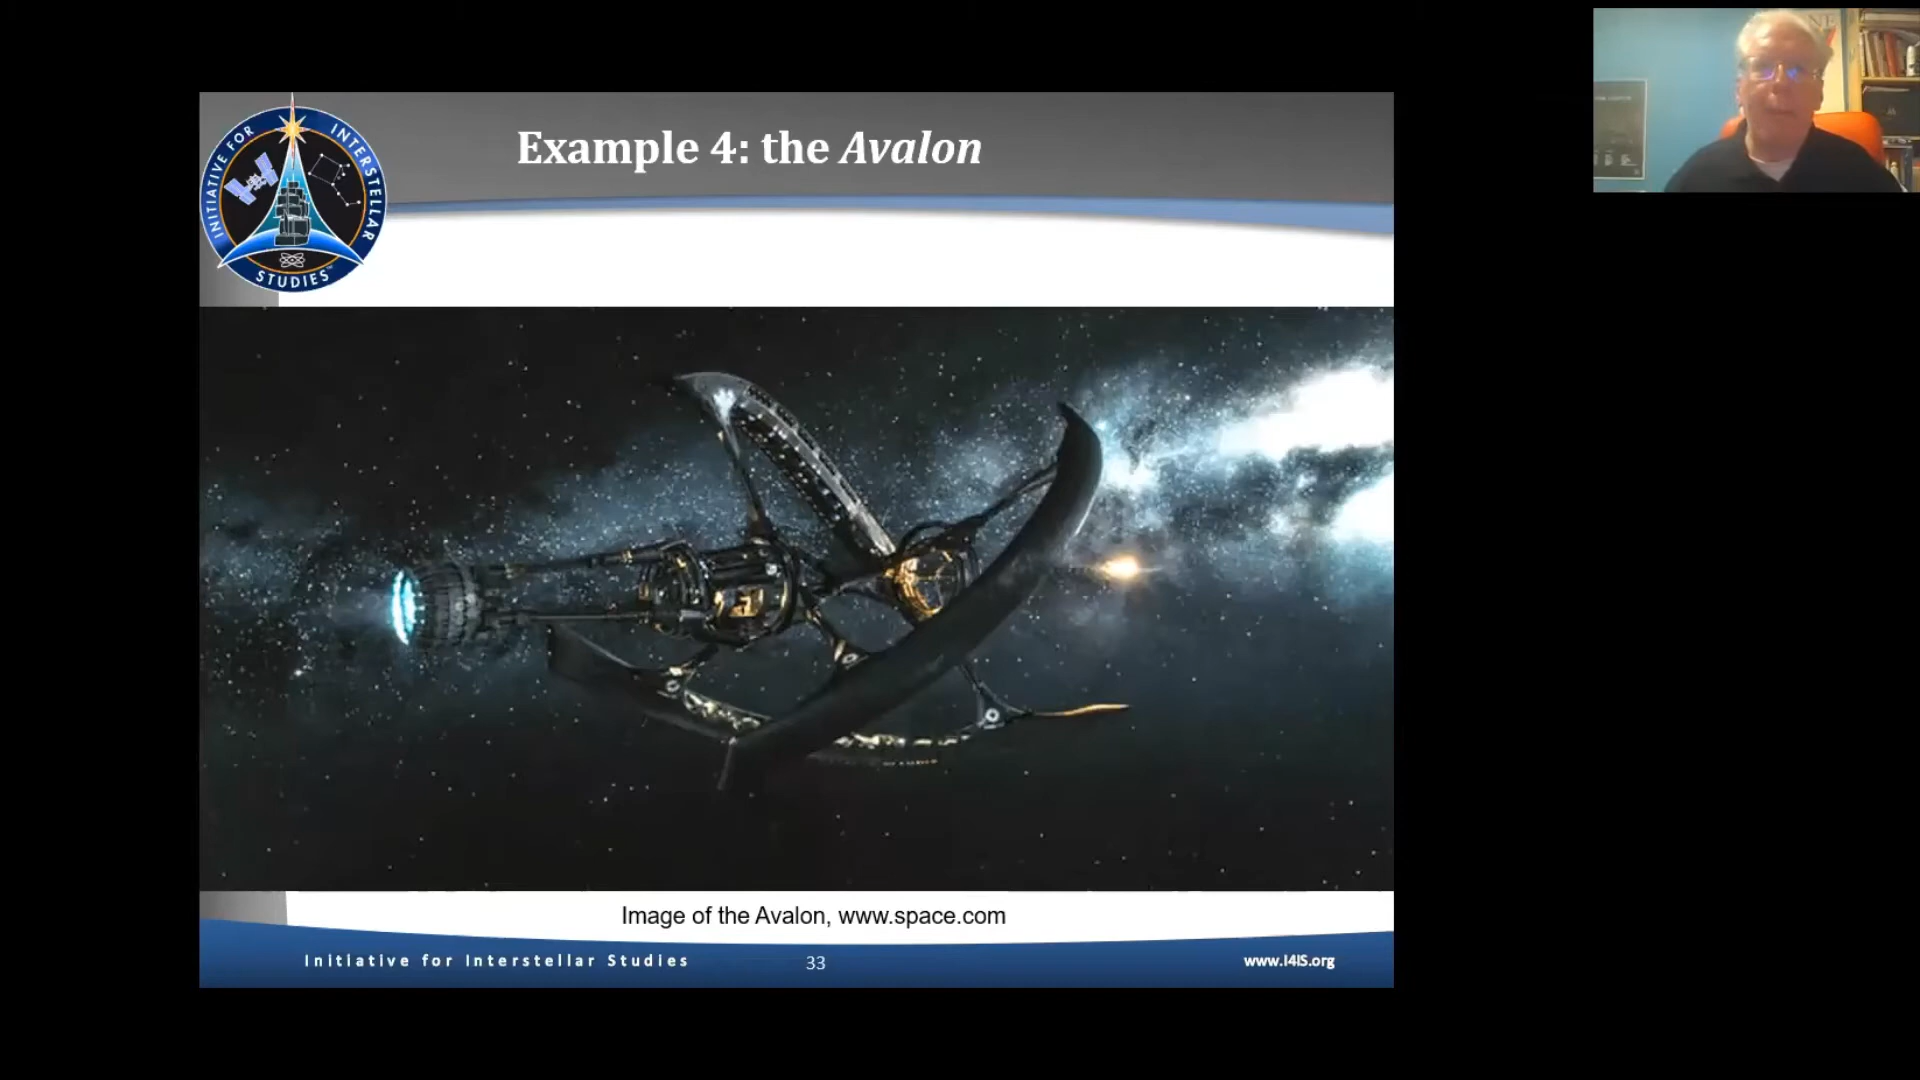 Example 4: the Avalon
INITIATIVE FOR INTERSTELLAR
STUDIES™
Image of the Avalon, www.space.com
Initiative for Interstellar Studies
33
www.I4IS.org